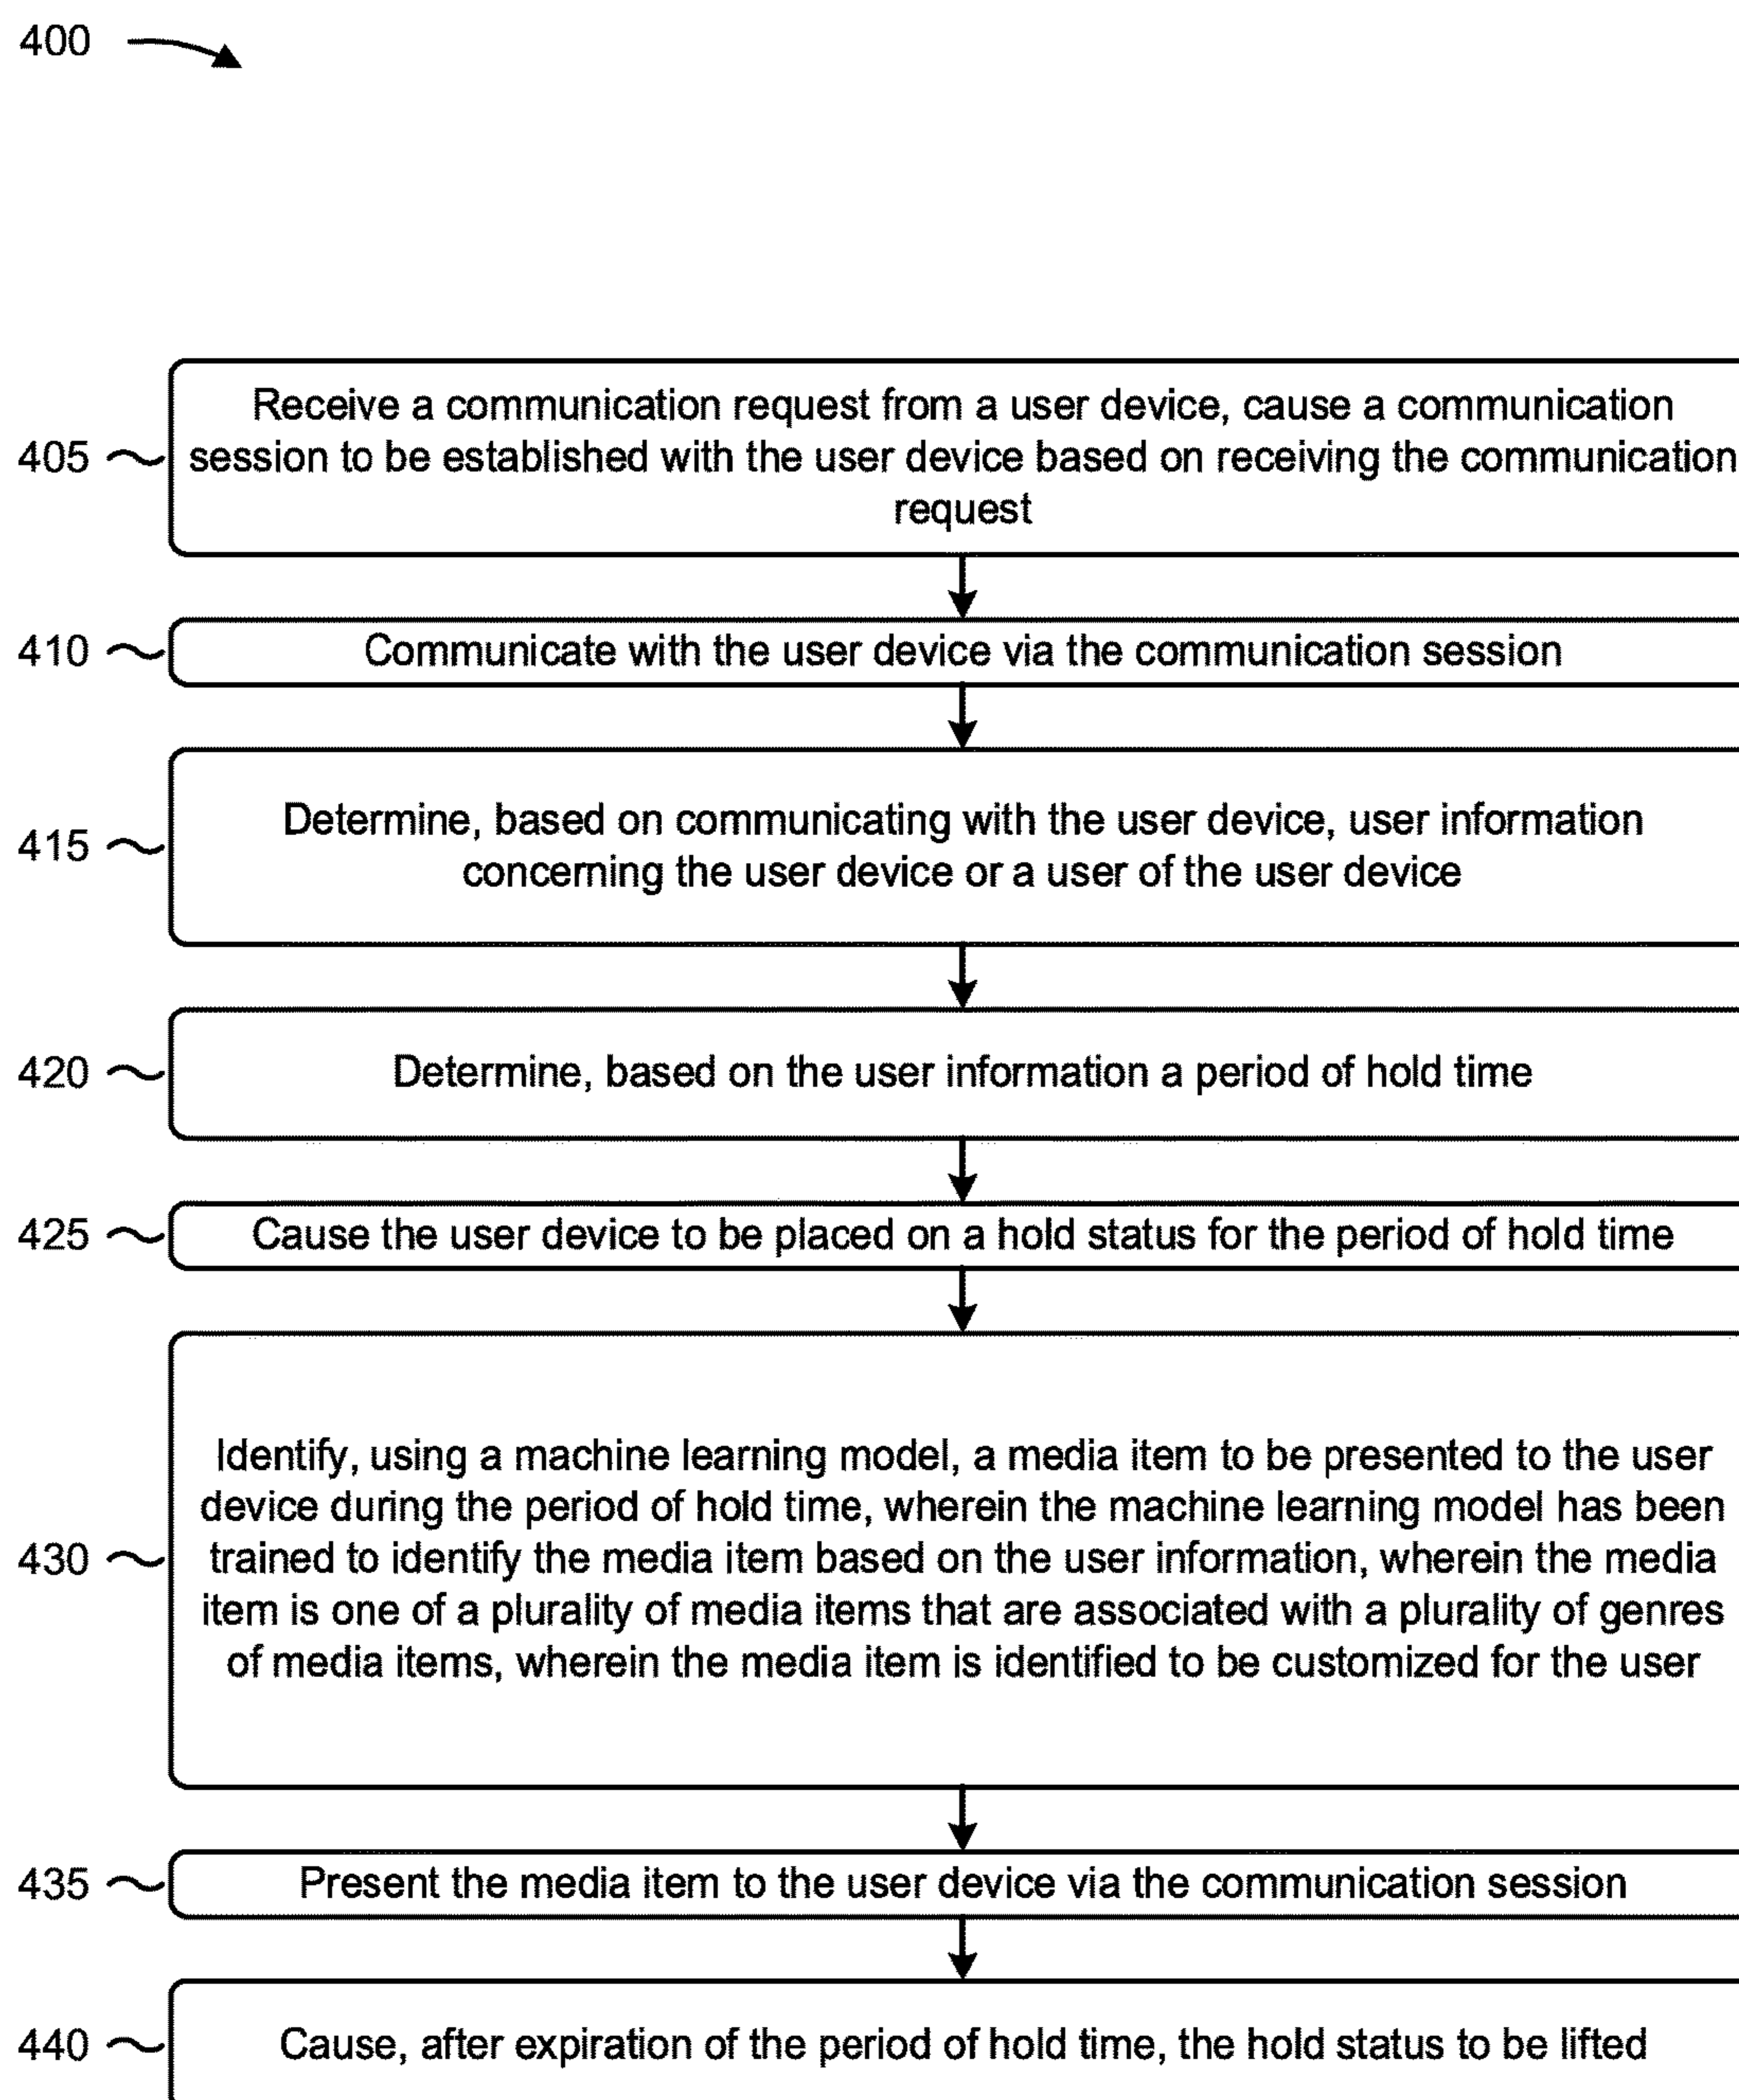 400
Receive a communication request from a user device, cause a communication
405 session to be established with the user device based on receiving the communication
request
410 Communicate with the user device via the communication session
Determine, based on communicating with the user device, user information
415
concerning the user device or a user of the user device
420 Determine, based on the user information a period of hold time
425 Cause the user device to be placed on a hold status for the period of hold time
Identify, using a machine learning model, a media item to be presented to the user
device during the period of hold time, wherein the machine learning model has been
430 trained to identify the media item based on the user information, wherein the media
item is one of a plurality of media items that are associated with a plurality of genres
of media items, wherein the media item is identified to be customized for the user
435 Present the media item to the user device via the communication session
440 Cause, after expiration of the period of hold time, the hold status to be lifted